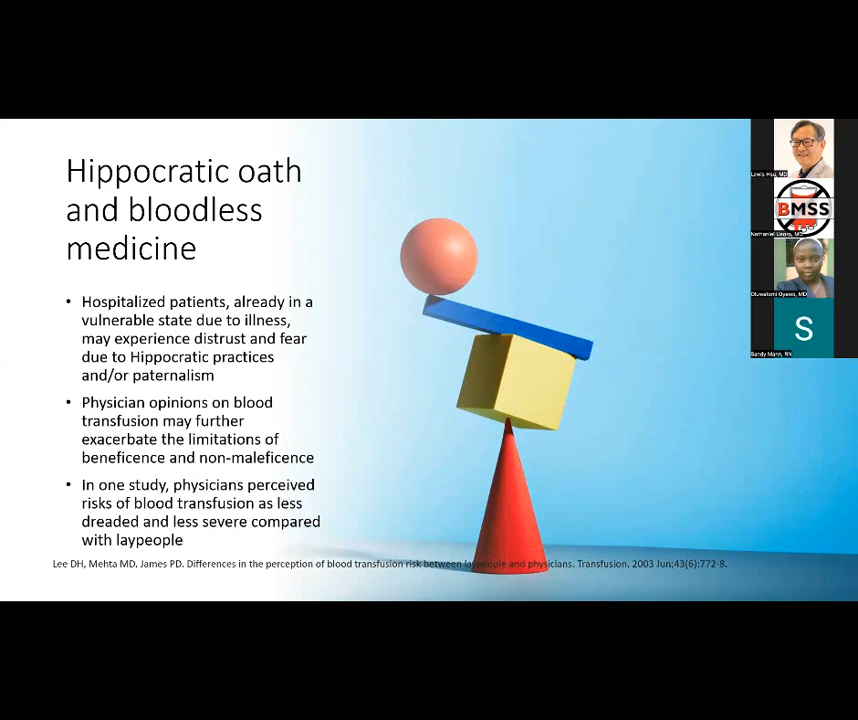 Hippocratic oath
and bloodless
medicine
• Hospitalized patients, already in a
vulnerable state due to illness,
may experience distrust and fear
due to Hippocratic practices
and/or paternalism
• Physician opinions on blood
transfusion may further
exacerbate the limitations of
beneficence and non-maleficence
• In one study, physicians perceived
risks of blood transfusion as less
dreaded and less severe compared
with laypeople
Lee DH, Mehta MD, James PD. Differences in the perception of blood transfusion risk between laypeople and physicians. Transfusion. 2003 Jun;43(6):772-8.
Lewis Hsu, MD
BMSS
Nathaniel Usoro, MD
Oluwatomi Oyewo, MD
S
Sandy Mann, RN